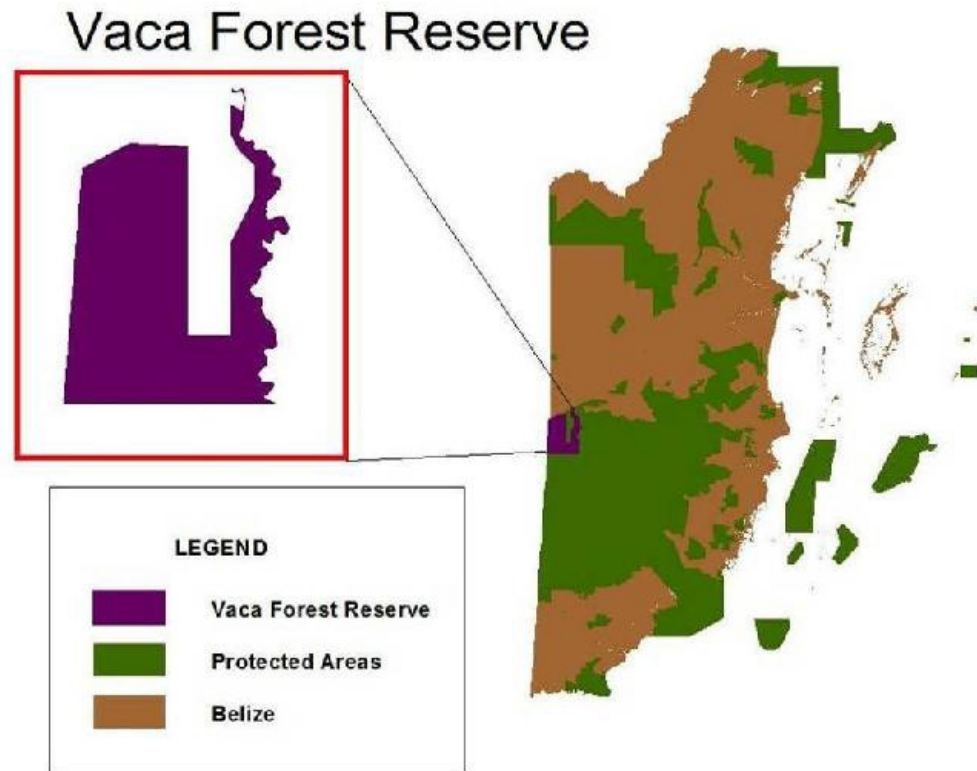 Vaca Forest Reserve
LEGEND
Vaca Forest Reserve
Protected Areas
Belize